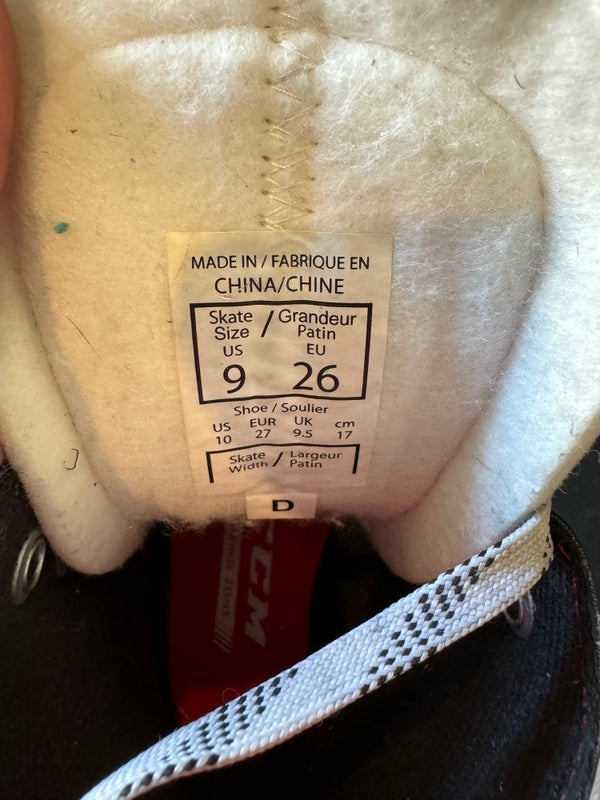 MADE IN / FABRIQUE EN
CHINA/CHINE
Skate Size / Grandeur Patin
US EU
9 26
Shoe / Soulier
US EUR UK cm
10 27 9.5 17
Skate Width / Largeur Patin
D
CCM
ZONE